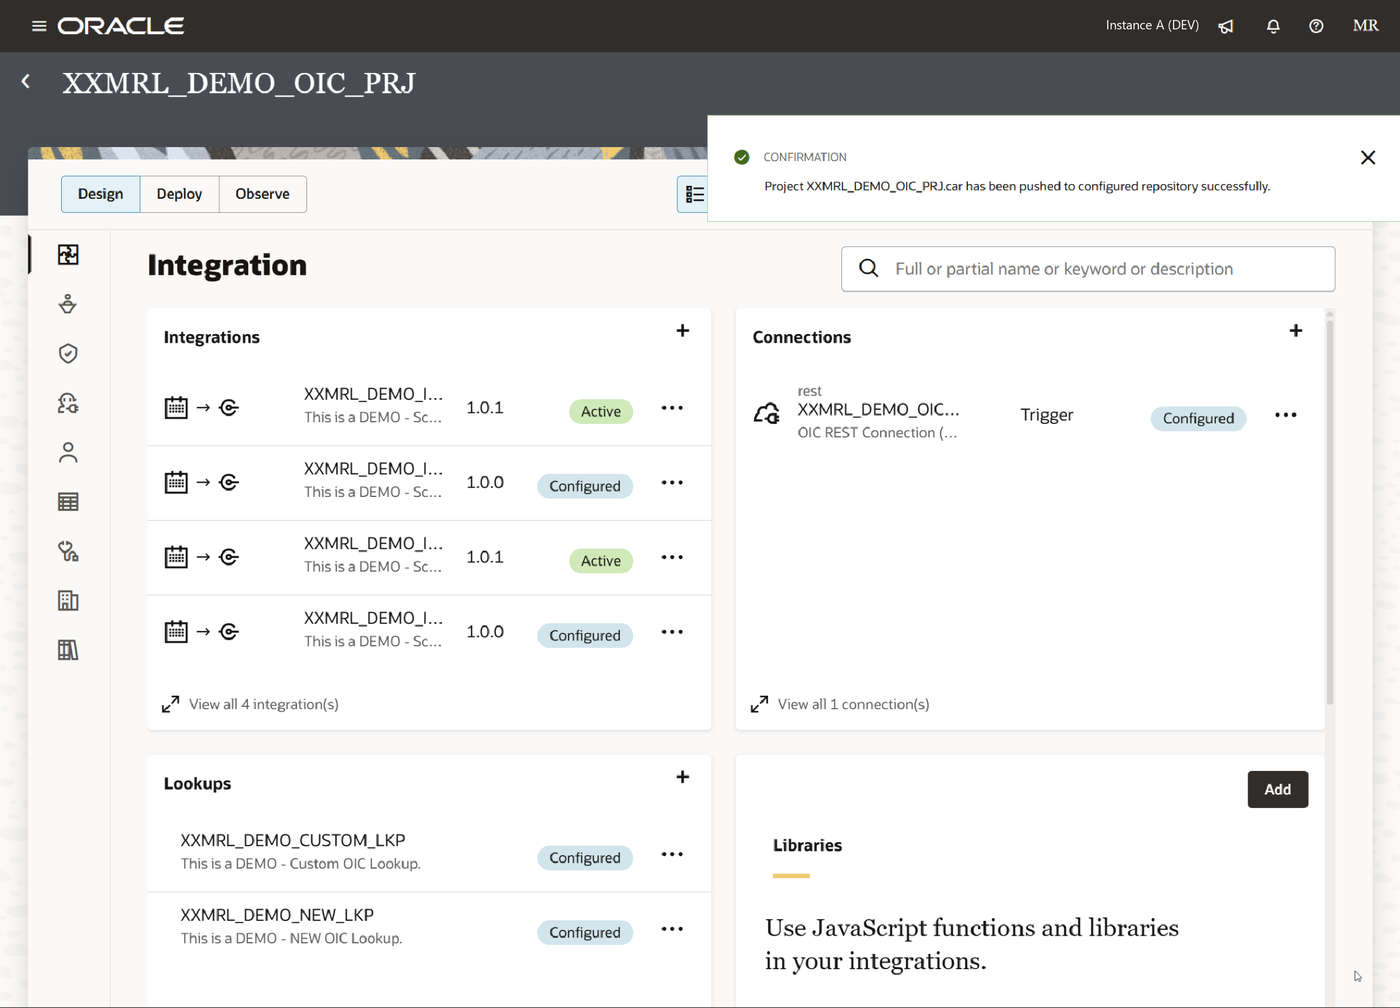 ORACLE
Instance A (DEV)
MR
XXMRL_DEMO_OIC_PRJ
CONFIRMATION
Project XXMRL_DEMO_OIC_PRJ.car has been pushed to configured repository successfully.
Design
Deploy
Observe
Integration
Full or partial name or keyword or description
Integrations
XXMRL_DEMO_I...
This is a DEMO - Sc...
1.0.1
Active
XXMRL_DEMO_I...
This is a DEMO - Sc...
1.0.0
Configured
XXMRL_DEMO_I...
This is a DEMO - Sc...
1.0.1
Active
XXMRL_DEMO_I...
This is a DEMO - Sc...
1.0.0
Configured
View all 4 integration(s)
Connections
rest
XXMRL_DEMO_OIC...
OIC REST Connection (...
Trigger
Configured
View all 1 connection(s)
Lookups
XXMRL_DEMO_CUSTOM_LKP
This is a DEMO - Custom OIC Lookup.
Configured
XXMRL_DEMO_NEW_LKP
This is a DEMO - NEW OIC Lookup.
Configured
Add
Libraries
Use JavaScript functions and libraries
in your integrations.